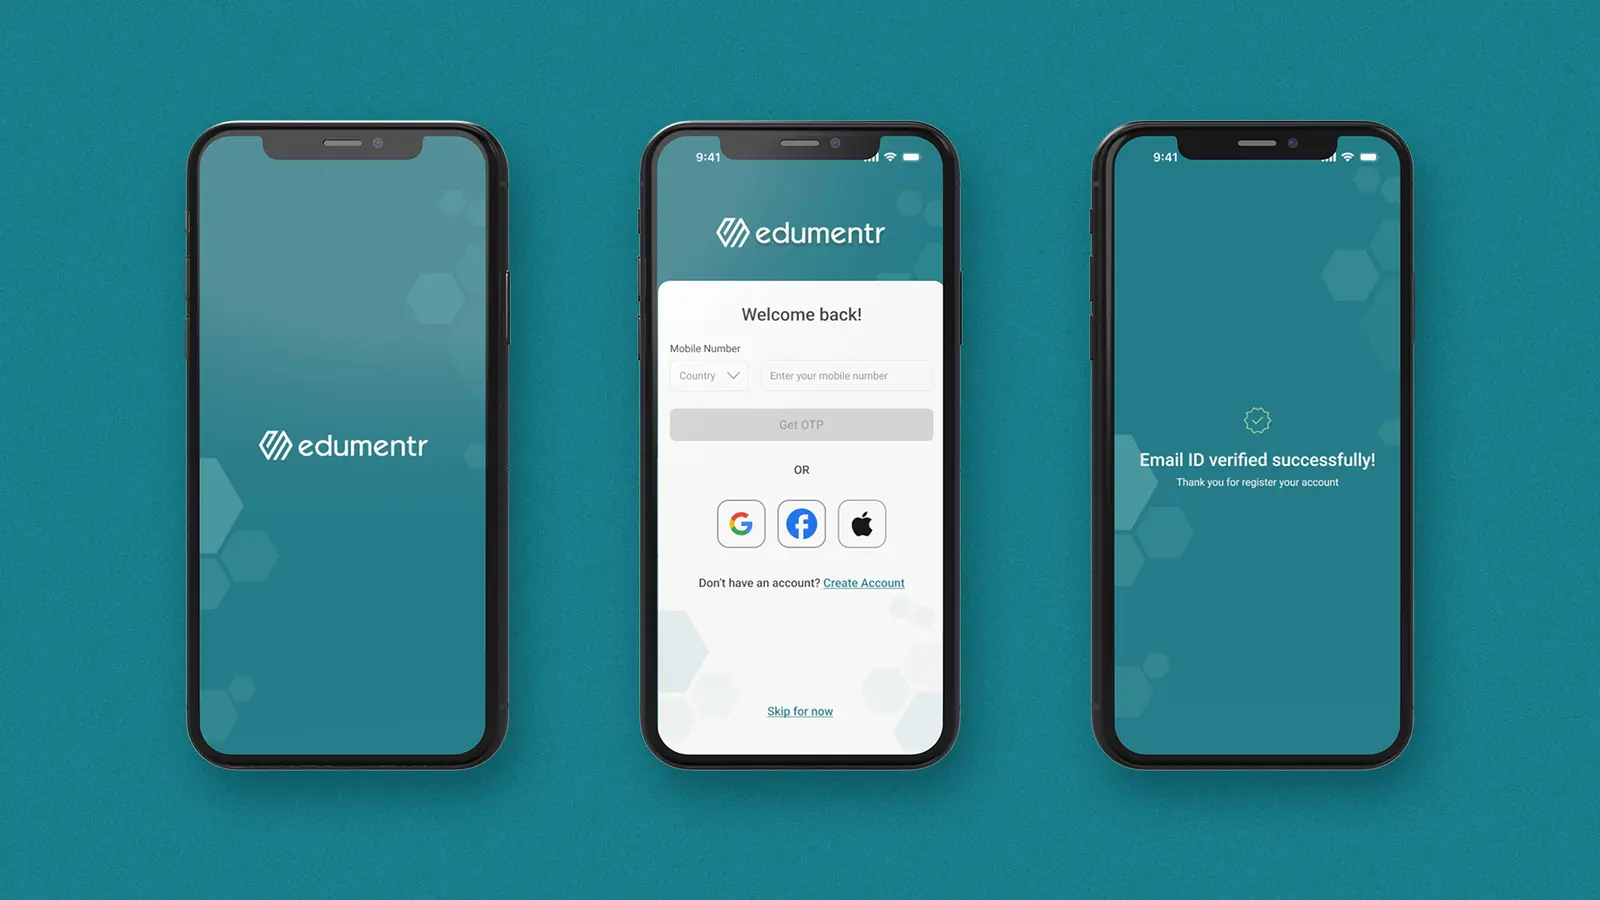 edumentr
9:41
edumentr
Welcome back!
Mobile Number
Country
Enter your mobile number
Get OTP
OR
Don't have an account? Create Account
Skip for now
9:41
Email ID verified successfully!
Thank you for register your account